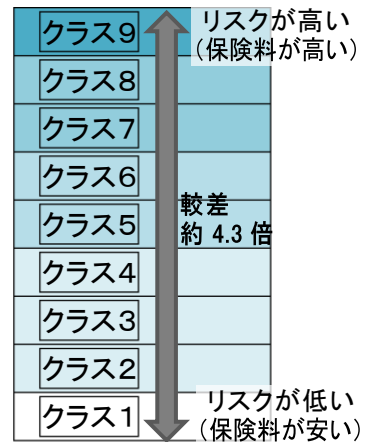 クラス９
リスクが高い
（保険料が高い）
クラス８
クラス７
クラス６
較差
クラス５
約 4.3 倍
クラス４
クラス３
クラス２
リスクが低い
クラス１
（保険料が安い）